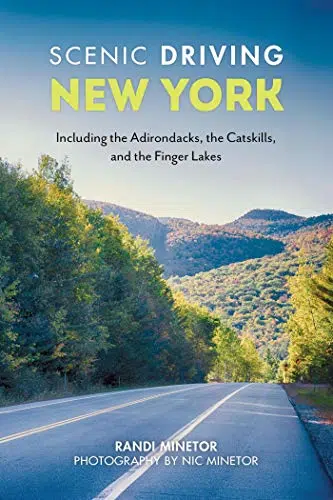 SCENIC DRIVING
NEW YORK
Including the Adirondacks, the Catskills,
and the Finger Lakes
RANDI MINETOR
PHOTOGRAPHY BY NIC MINETOR